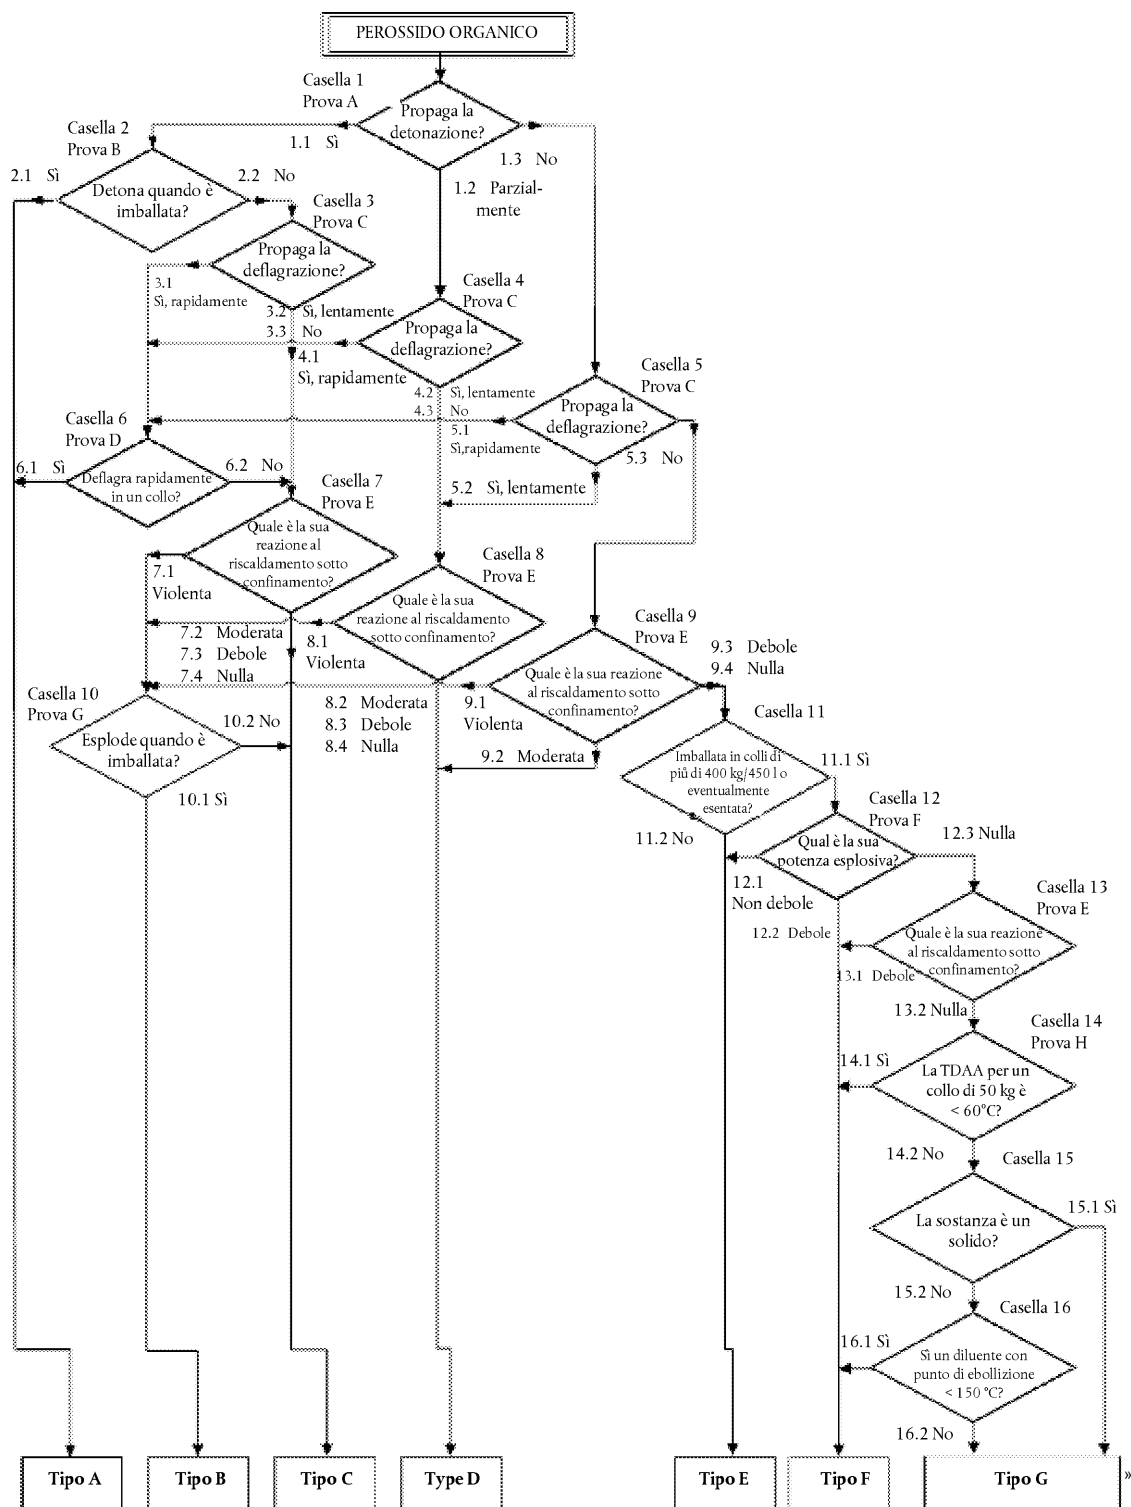 PEROSSIDO ORGANICO
Casella 1
Prova A
Propaga la
detonazione?
1.1 Sì
1.3 No
1.2 Parzial-
mente
Casella 2
Prova B
2.1 Sì
2.2 No
Detona quando è
imballata?
Casella 3
Prova C
Propaga la
deflagrazione?
3.1
Sì, rapidamente
3.2 Sì, lentamente
3.3 No
Casella 4
Prova C
Propaga la
deflagrazione?
4.1
Sì, rapidamente
4.2 Sì, lentamente
4.3 No
Casella 5
Prova C
Propaga la
deflagrazione?
5.1
Sì,rapidamente
5.3 No
5.2 Sì, lentamente
Casella 6
Prova D
6.1 Sì
6.2 No
Deflagra rapidamente
in un collo?
Casella 7
Prova E
Quale è la sua
reazione al
riscaldamento sotto
confinamento?
7.1
Violenta
7.2 Moderata
7.3 Debole
7.4 Nulla
Casella 8
Prova E
Quale è la sua
reazione al riscaldamento
sotto confinamento?
8.1
Violenta
8.2 Moderata
8.3 Debole
8.4 Nulla
Casella 9
Prova E
Quale è la sua reazione
al riscaldamento sotto
confinamento?
9.1
Violenta
9.2 Moderata
9.3 Debole
9.4 Nulla
Casella 10
Prova G
Esplode quando è
imballata?
10.2 No
10.1 Sì
Casella 11
Imballata in colli di
più di 400 kg/450 l o
eventualmente
esentata?
11.1 Sì
11.2 No
Casella 12
Prova F
Qual è la sua
potenza esplosiva?
12.3 Nulla
12.1
Non debole
12.2 Debole
Casella 13
Prova E
Quale è la sua reazione
al riscaldamento sotto
confinamento?
13.1 Debole
13.2 Nulla
Casella 14
Prova H
14.1 Sì
La TDAA per un
collo di 50 kg è
< 60°C?
14.2 No
Casella 15
15.1 Sì
La sostanza è un
solido?
15.2 No
Casella 16
16.1 Sì
Sì un diluente con
punto di ebollizione
< 150 °C?
16.2 No
Tipo A
Tipo B
Tipo C
Type D
Tipo E
Tipo F
Tipo G
»